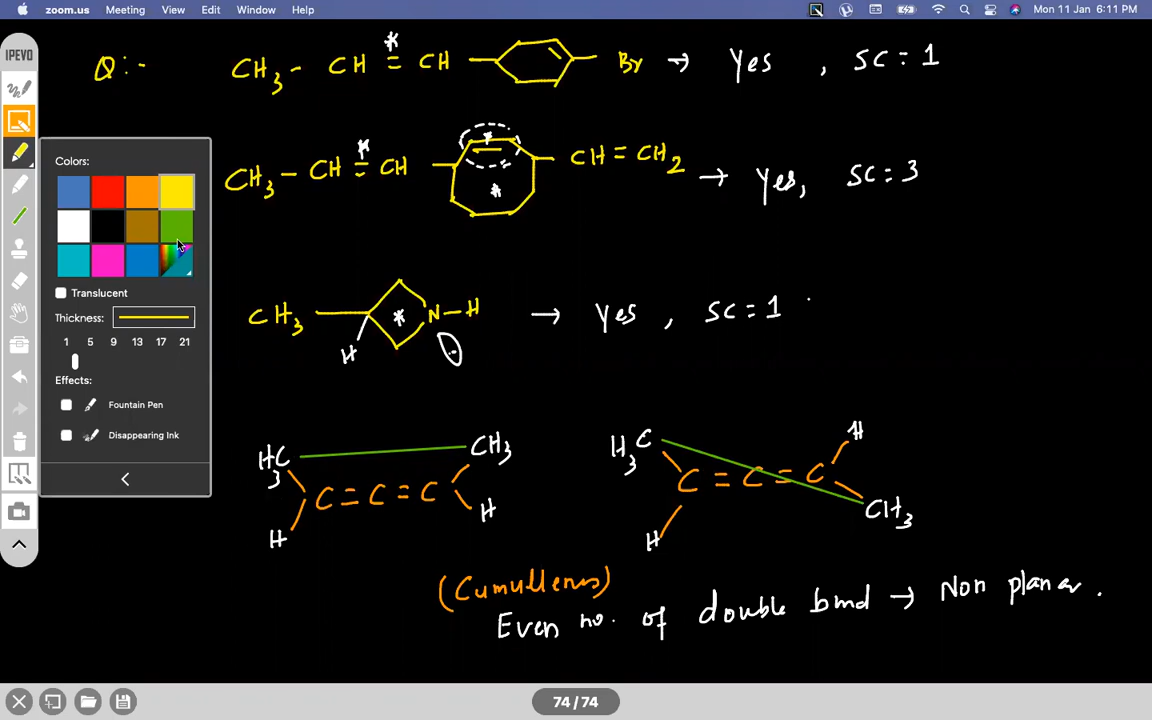 zoom.us Meeting View Edit Window Help Mon 11 Jan 6:11 PM
IPEVO
Q:- CH3 - CH = CH Br → Yes , SC = 1
*
CH3 - CH = CH CH = CH2 → Yes, SC = 3
*
*
*
CH3 N - H → Yes , SC = 1
*
H
H3C CH3
C = C = C
H H
H3C H
C = C = C
H CH3
(Cumullenes)
Even no. of double bond → Non planar.
Colors:
Translucent
Thickness:
1 5 9 13 17 21
Effects:
Fountain Pen
Disappearing Ink
74/74